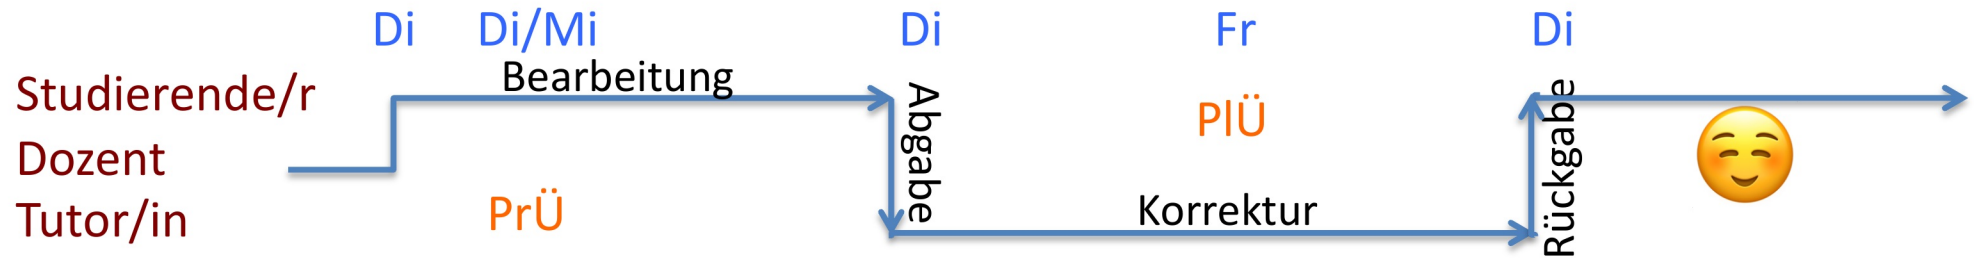 Di Di/Mi Di Fr Di
Bearbeitung
Studierende/r
Abgabe
PlÜ
Rückgabe
Dozent
Tutor/in
PrÜ
Korrektur